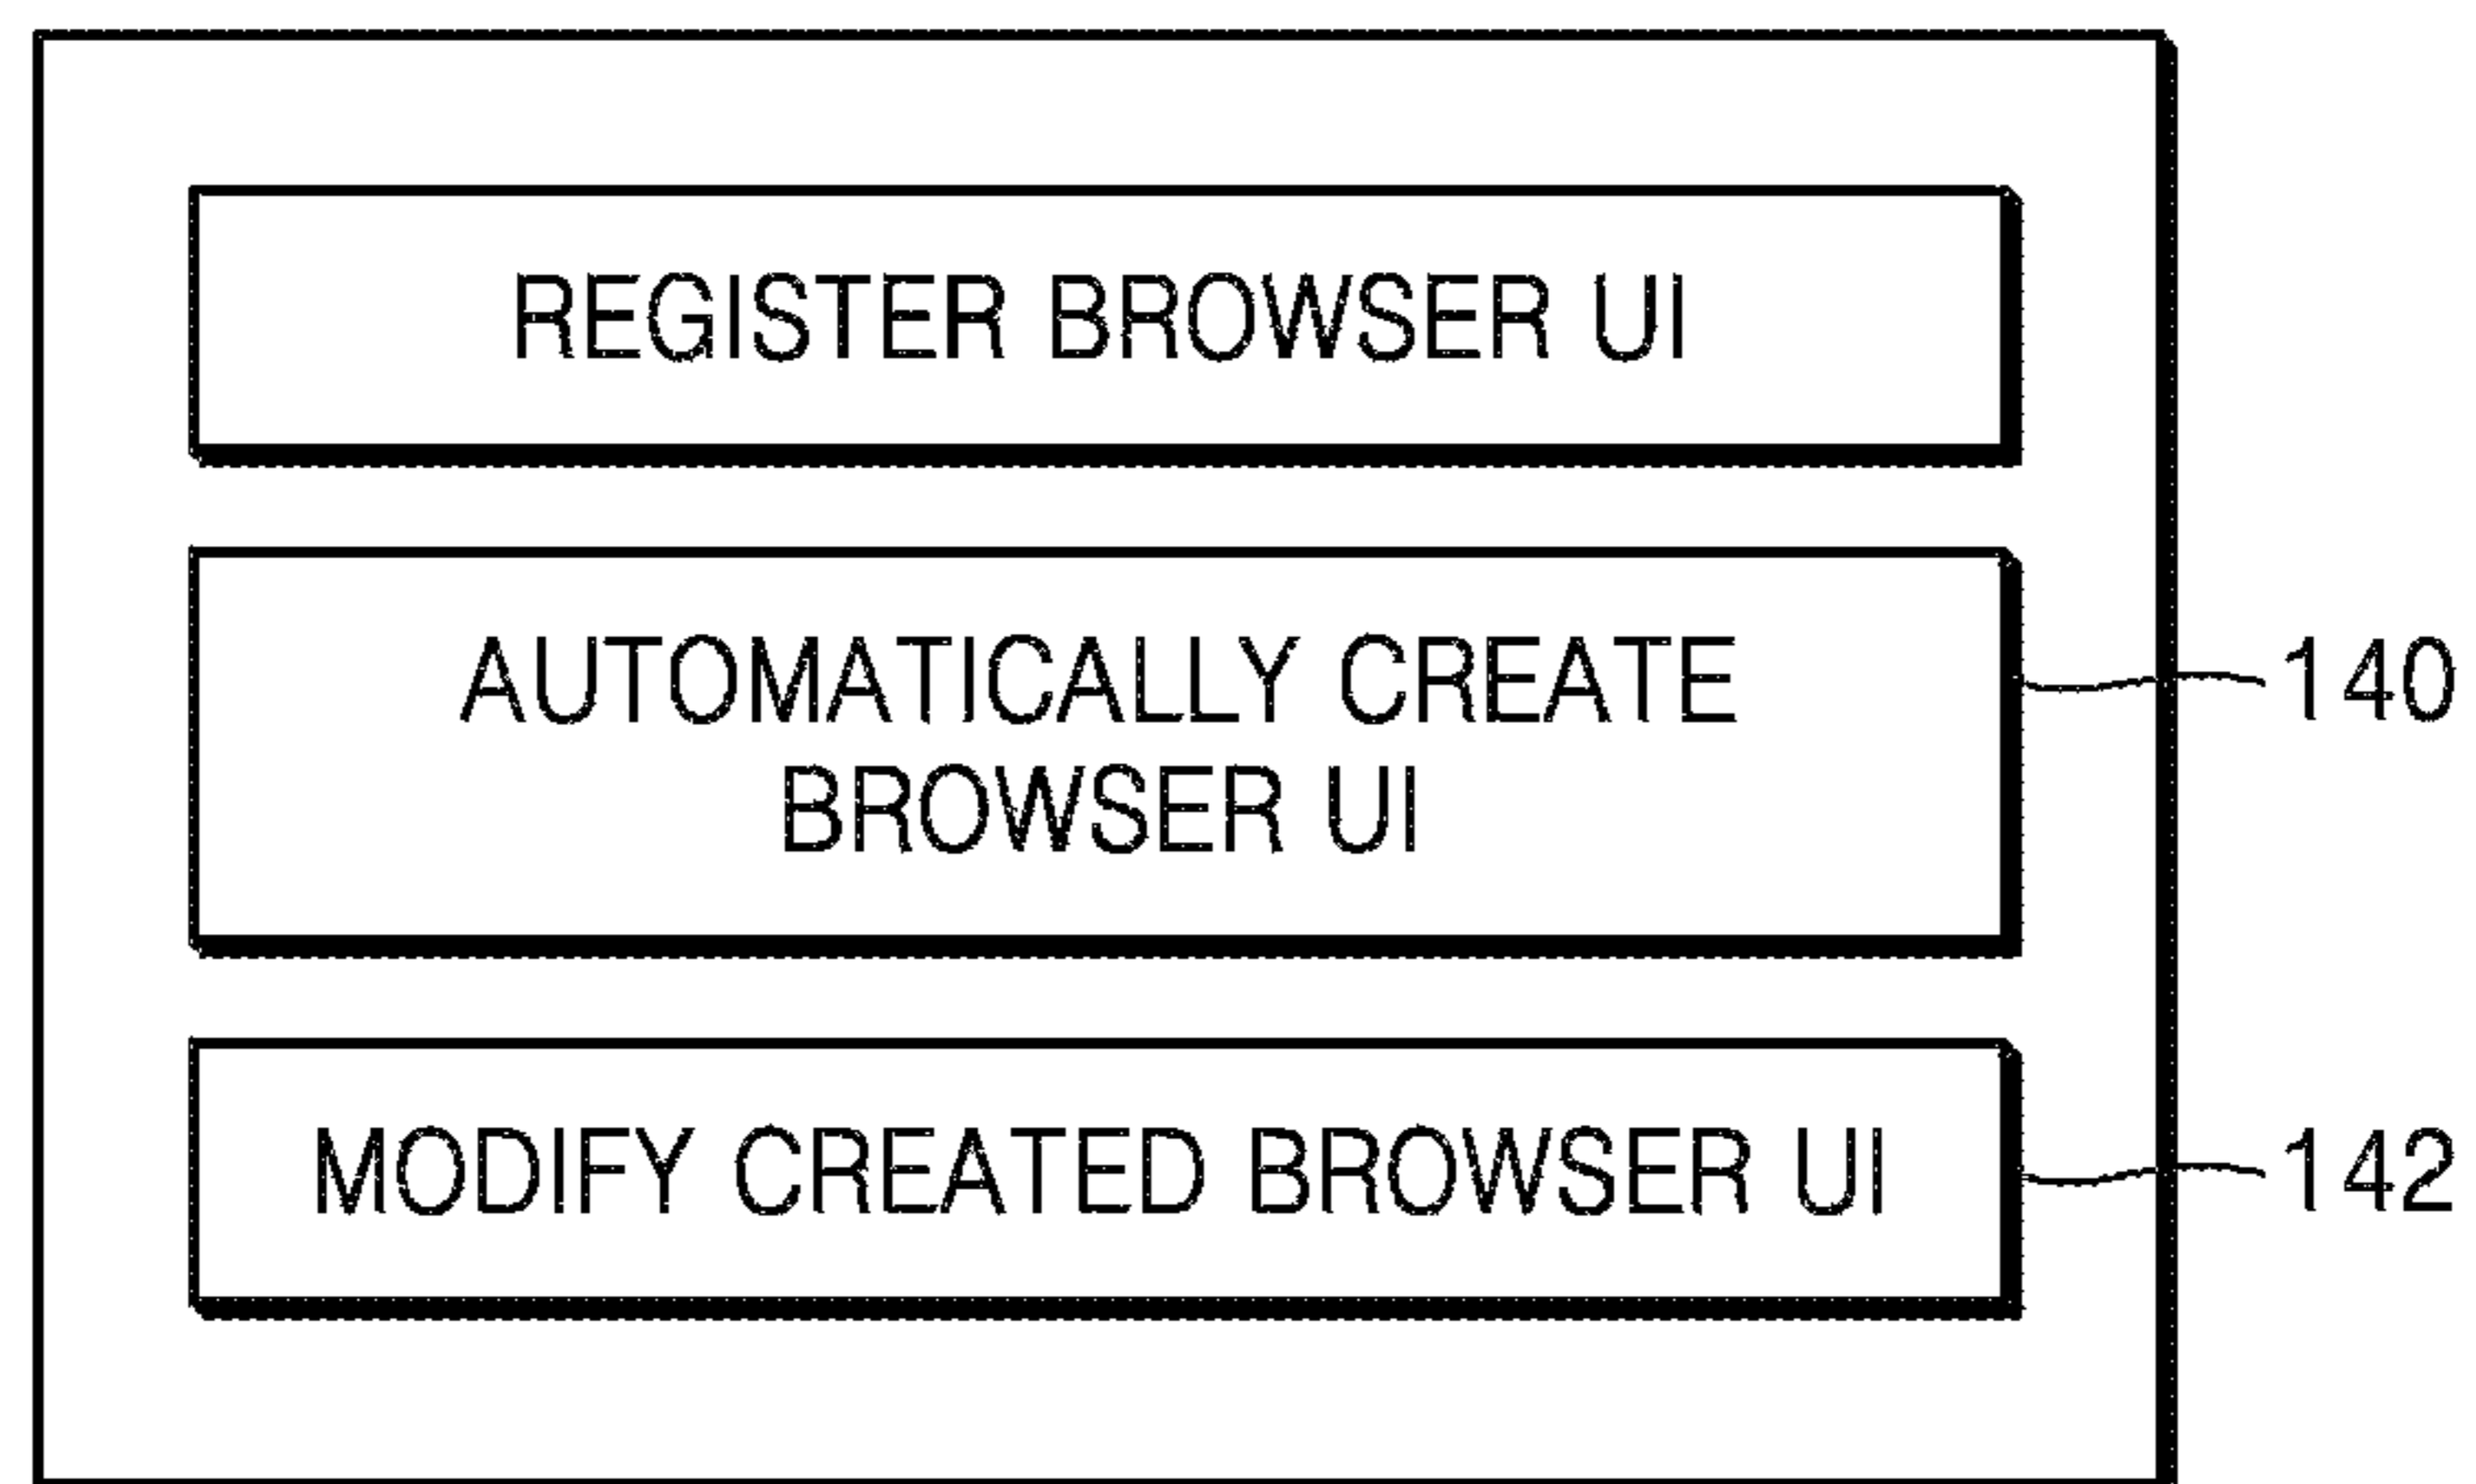 REGISTER BROWSER UI
AUTOMATICALLY CREATE
BROWSER UI
140
MODIFY CREATED BROWSER UI
142